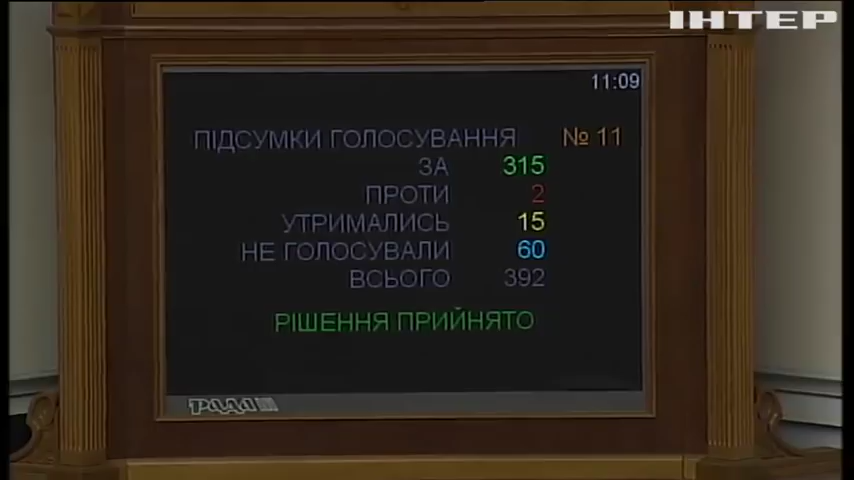 ІНТЕР
11:09
ПІДСУМКИ ГОЛОСУВАННЯ № 11
ЗА 315
ПРОТИ 2
УТРИМАЛИСЬ 15
НЕ ГОЛОСУВАЛИ 60
ВСЬОГО 392
РІШЕННЯ ПРИЙНЯТО
РАДА